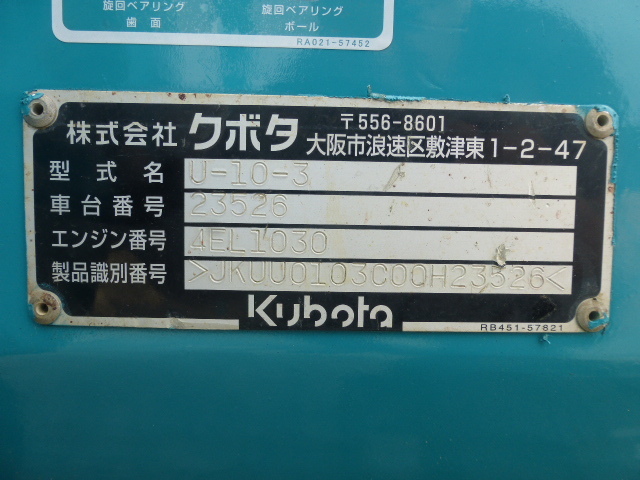 旋回ベアリング 旋回ベアリング
歯面 ボール
RA021-57452
株式会社 クボタ 〒556-8601
大阪市浪速区敷津東1-2-47
型式名 U-10-3
車台番号 23526
エンジン番号 4EL1030
製品識別番号 >JKUU0103C00H23526<
Kubota
RB451-57821